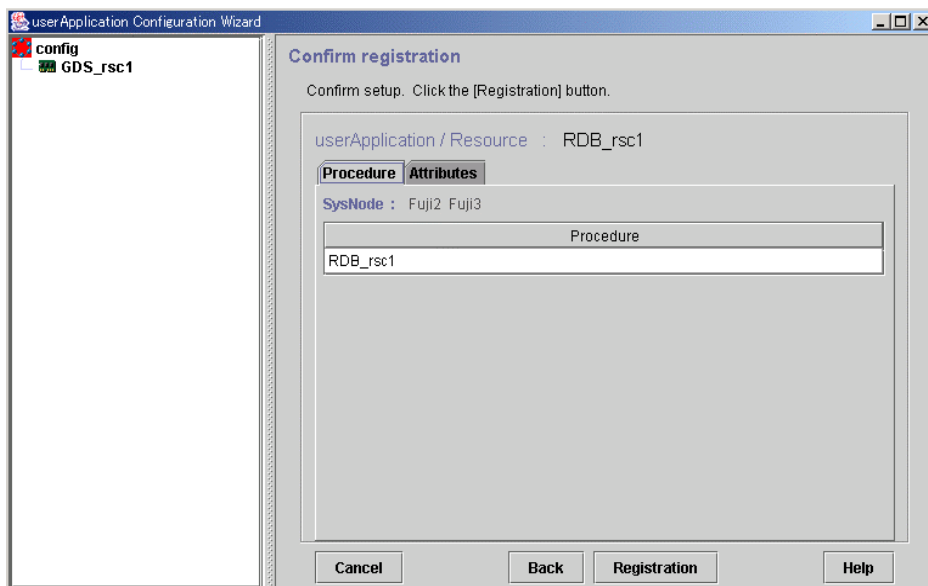 userApplication Configuration Wizard
config
GDS_rsc1
Confirm registration
Confirm setup. Click the [Registration] button.
userApplication / Resource : RDB_rsc1
Procedure Attributes
SysNode : Fuji2 Fuji3
Procedure
RDB_rsc1
Cancel Back Registration Help